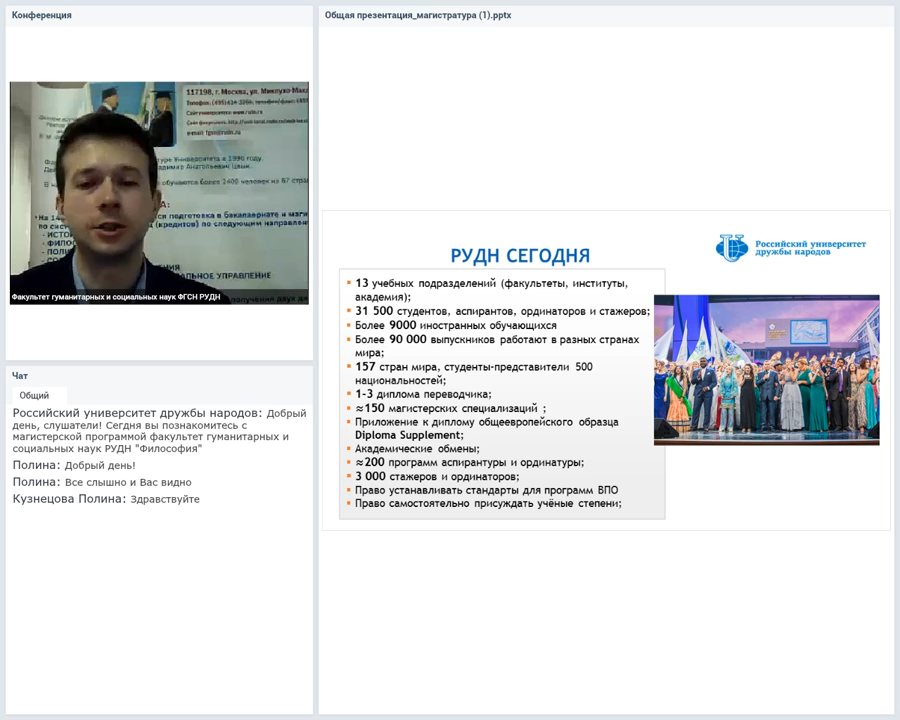 Конференция
117198, г. Москва, ул. Миклухо-Макл
Факультет гуманитарных и социальных наук ФГСН РУДН
Чат
Общий
Российский университет дружбы народов: Добрый
день, слушатели! Сегдня вы познакомитесь с
магистерской программой факультет гуманитарных и
социальных наук РУДН "Философия"
Полина: Добрый день!
Полина: Все слышно и Вас видно
Кузнецова Полина: Здравствуйте
Общая презентация_магистратура (1).pptx
РУДН СЕГОДНЯ
Российский университет
дружбы народов
13 учебных подразделений (факультеты, институты,
академия);
31 500 студентов, аспирантов, ординаторов и стажеров;
Более 9000 иностранных обучающихся
Более 90 000 выпускников работают в разных странах
мира;
157 стран мира, студенты-представители 500
национальностей;
1-3 диплома переводчика;
≈150 магистерских специализаций ;
Приложение к диплому общеевропейского образца
Diploma Supplement;
Академические обмены;
≈200 программ аспирантуры и ординатуры;
3 000 стажеров и ординаторов;
Право устанавливать стандарты для программ ВПО
Право самостоятельно присуждать учёные степени;